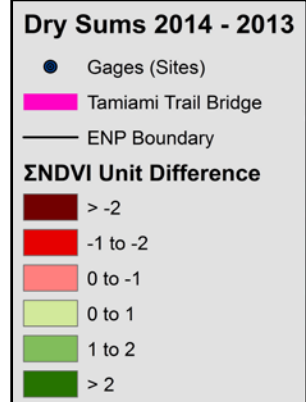 Dry Sums 2014 - 2013
Gages (Sites)
Tamiami Trail Bridge
ENP Boundary
ΣNDVI Unit Difference
> -2
-1 to -2
0 to -1
0 to 1
1 to 2
> 2